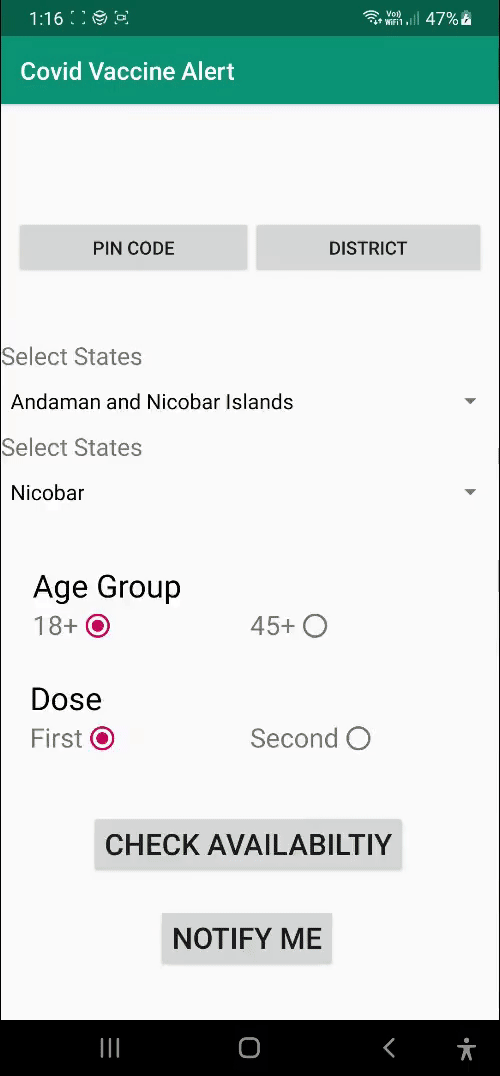 1:16 Vo)) WiFi1 47%
Covid Vaccine Alert
PIN CODE DISTRICT
Select States
Andaman and Nicobar Islands
Select States
Nicobar
Age Group
18+ 45+
Dose
First Second
CHECK AVAILABILTIY
NOTIFY ME